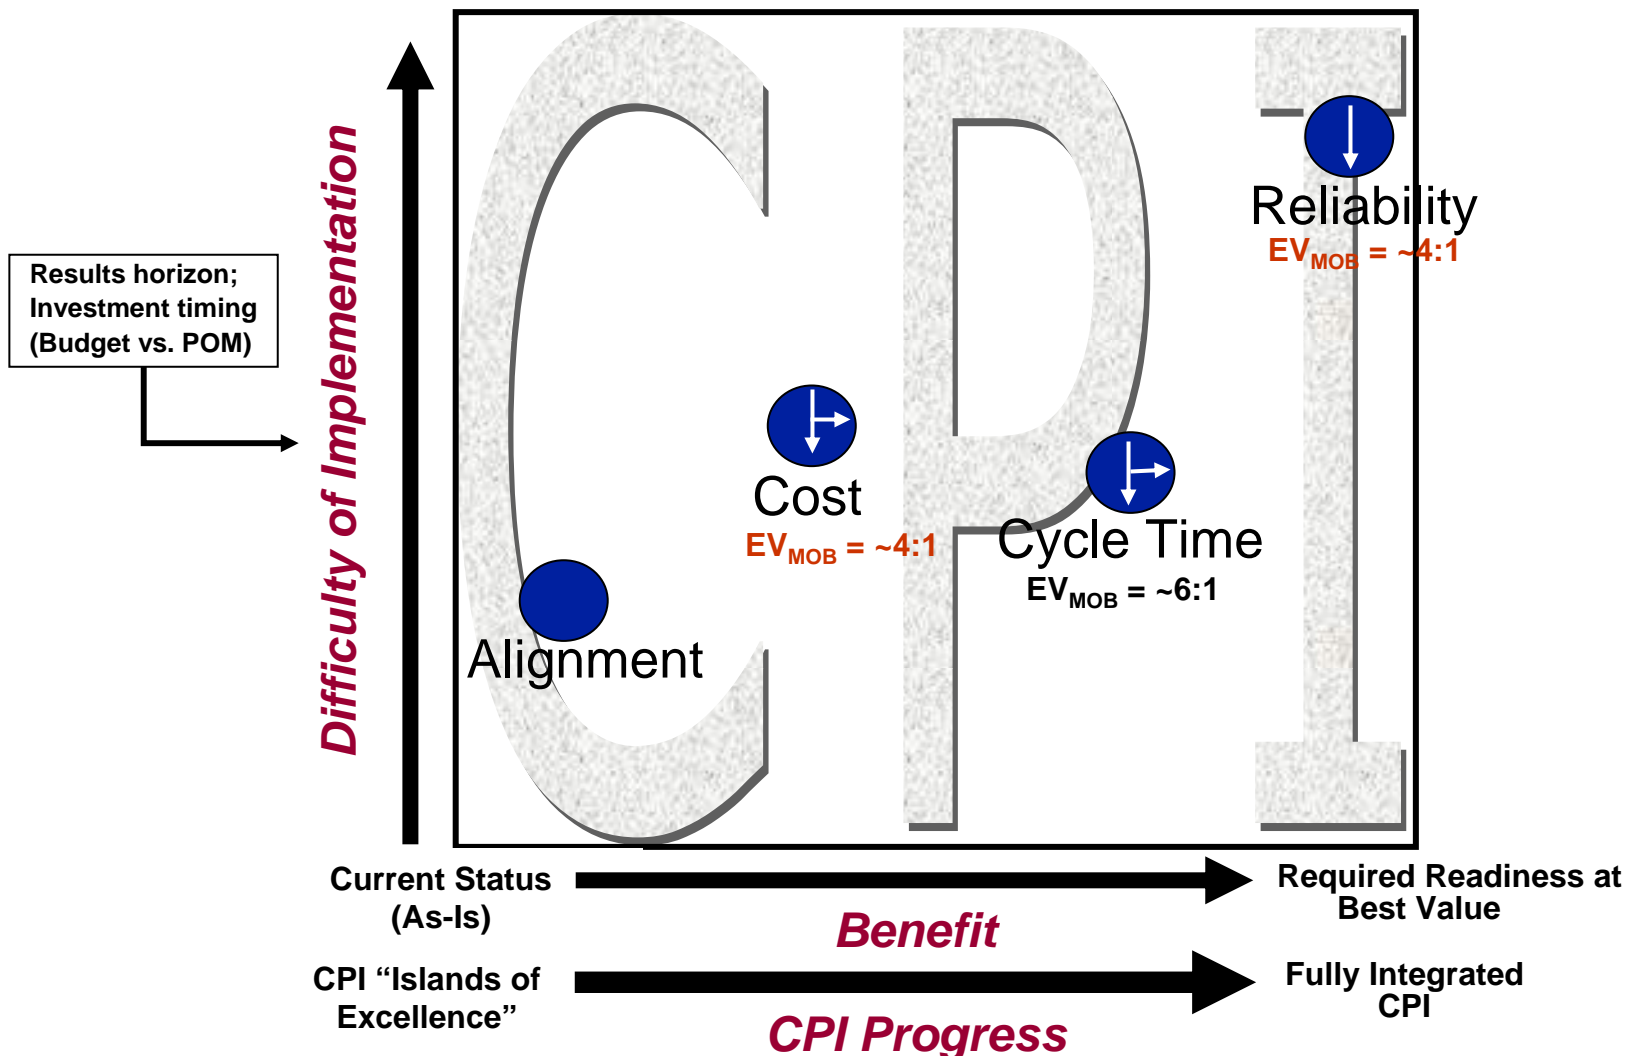 CPI
Difficulty of Implementation
Results horizon;
Investment timing
(Budget vs. POM)
Reliability
EVMOB = ~4:1
Cost
EVMOB = ~4:1
Cycle Time
EVMOB = ~6:1
Alignment
Current Status
(As-Is)
Benefit
Required Readiness at
Best Value
CPI “Islands of
Excellence”
CPI Progress
Fully Integrated
CPI